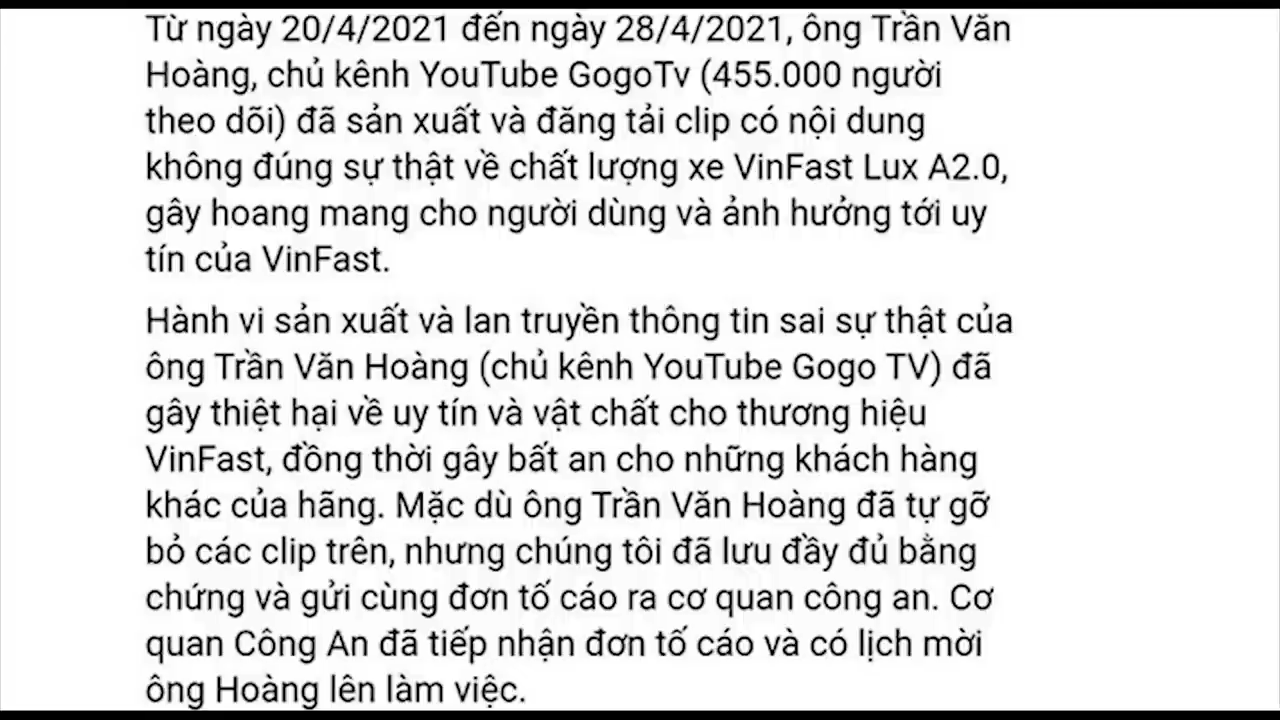 Từ ngày 20/4/2021 đến ngày 28/4/2021, ông Trần Văn
Hoàng, chủ kênh YouTube GogoTv (455.000 người
theo dõi) đã sản xuất và đăng tải clip có nội dung
không đúng sự thật về chất lượng xe VinFast Lux A2.0,
gây hoang mang cho người dùng và ảnh hưởng tới uy
tín của VinFast.
Hành vi sản xuất và lan truyền thông tin sai sự thật của
ông Trần Văn Hoàng (chủ kênh YouTube Gogo TV) đã
gây thiệt hại về uy tín và vật chất cho thương hiệu
VinFast, đồng thời gây bất an cho những khách hàng
khác của hãng. Mặc dù ông Trần Văn Hoàng đã tự gỡ
bỏ các clip trên, nhưng chúng tôi đã lưu đầy đủ bằng
chứng và gửi cùng đơn tố cáo ra cơ quan công an. Cơ
quan Công An đã tiếp nhận đơn tố cáo và có lịch mời
ông Hoàng lên làm việc.